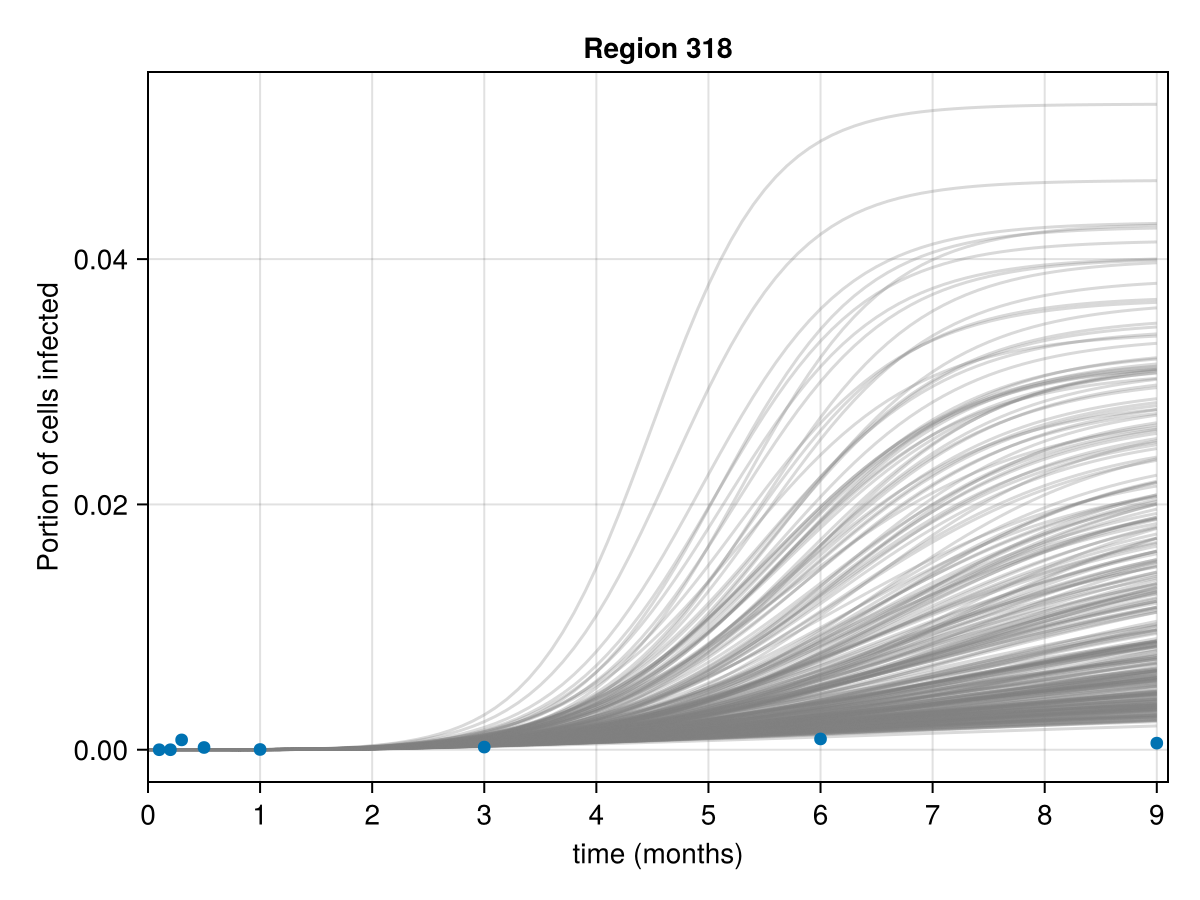 Region 318
Portion of cells infected
0.04
0.02
0.00
0 1 2 3 4 5 6 7 8 9
time (months)